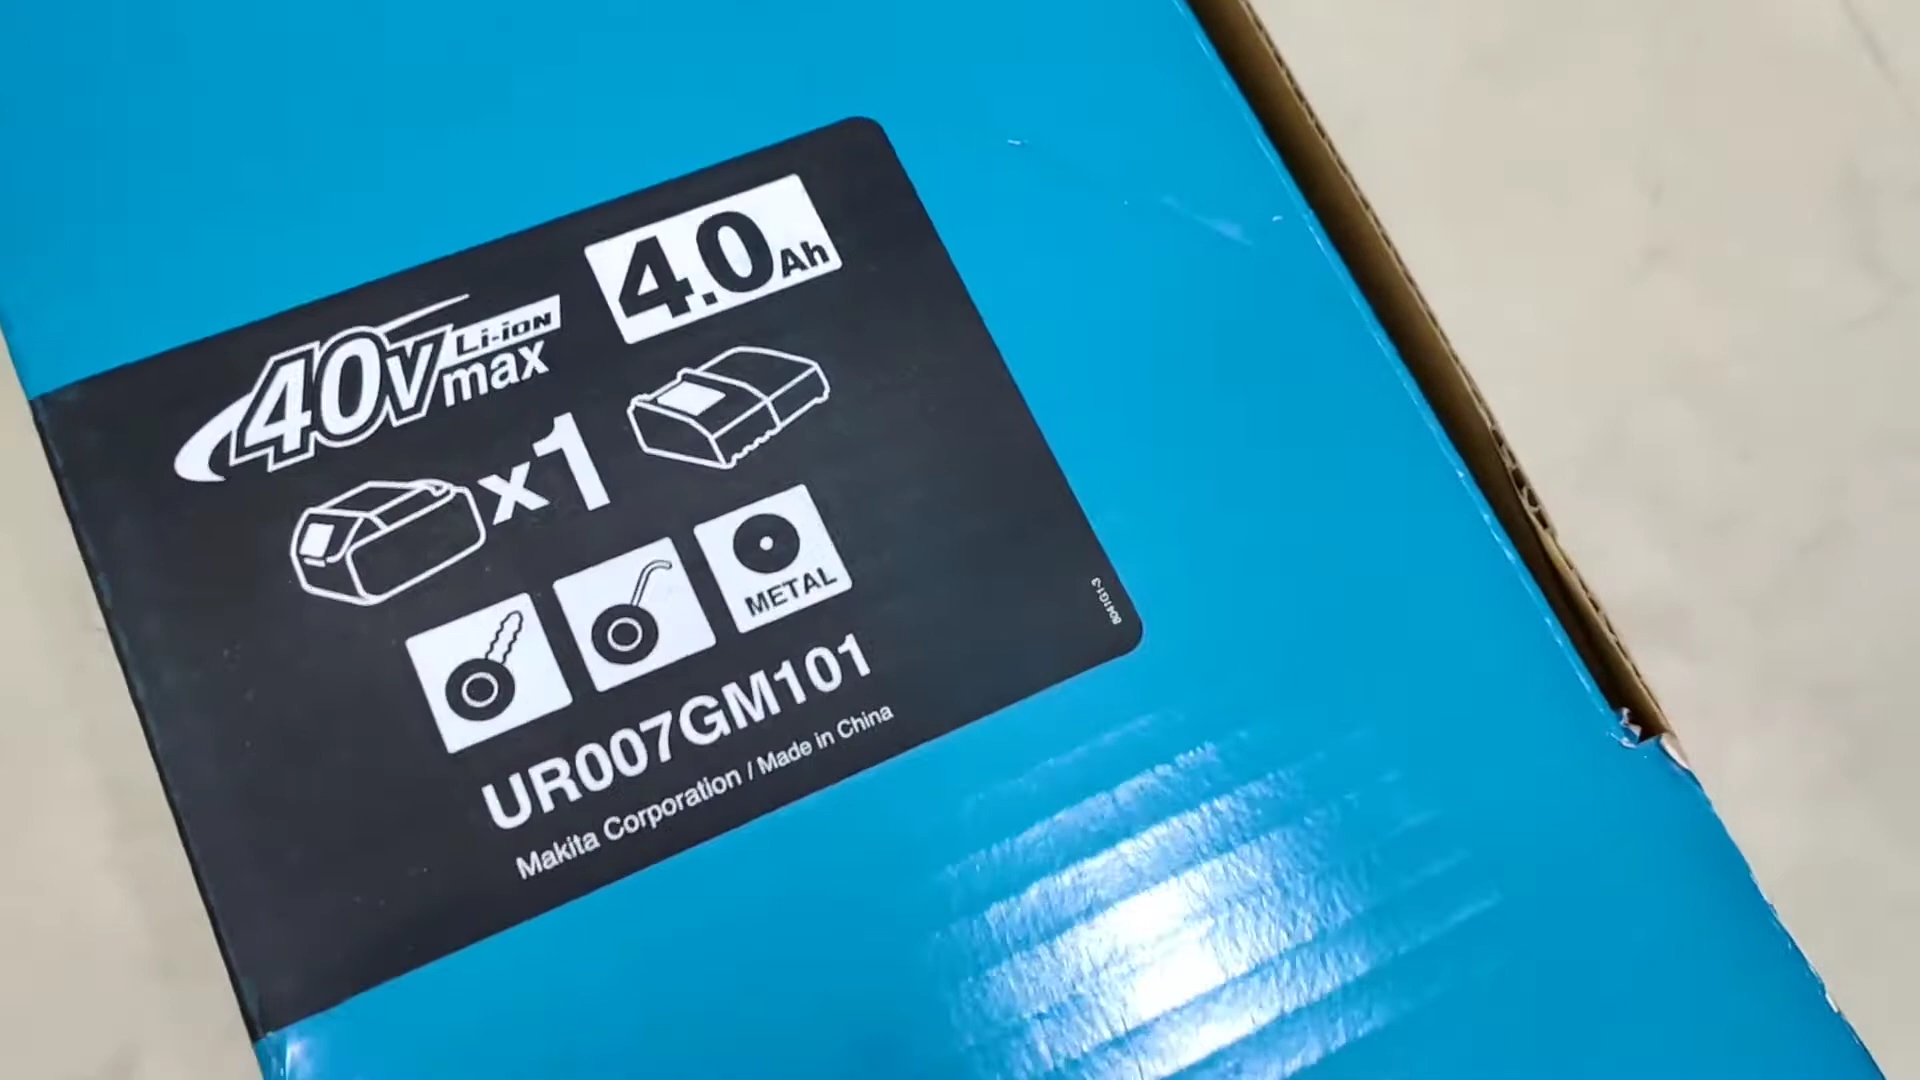 4.0Ah
40V Li-ion
max
x1
METAL
UR007GM101
Makita Corporation / Made in China